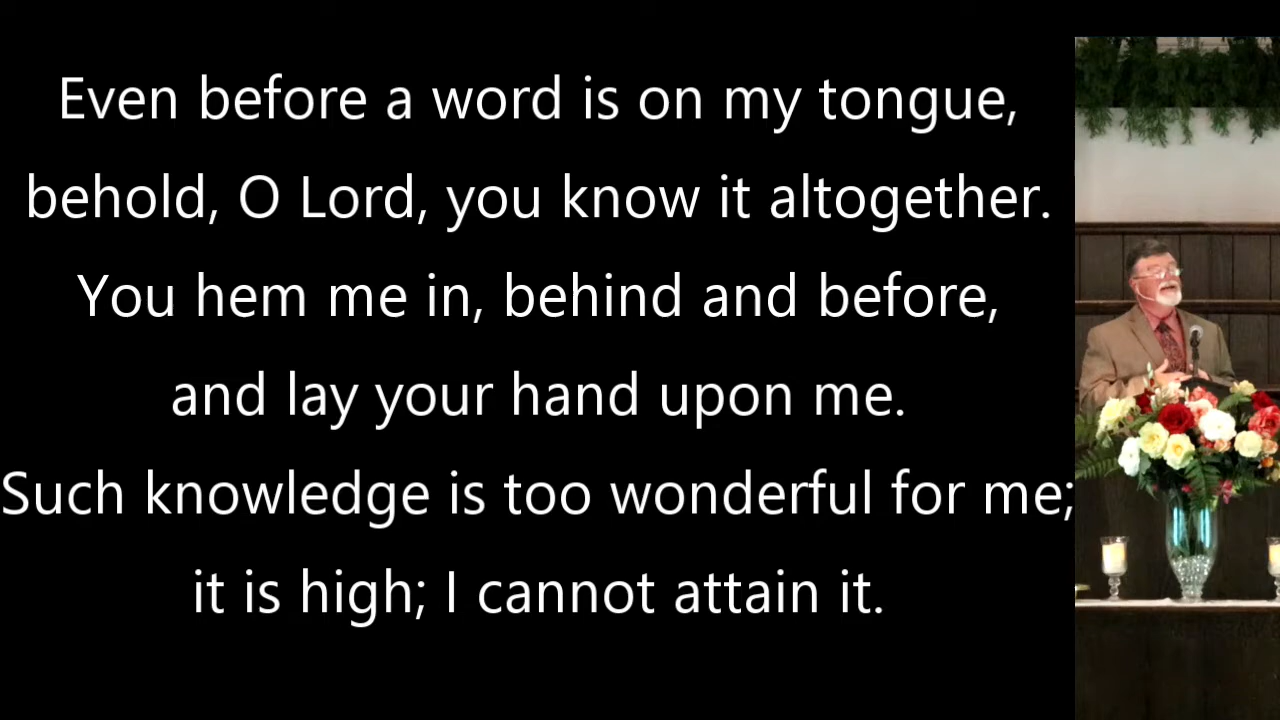 Even before a word is on my tongue,
behold, O Lord, you know it altogether.
You hem me in, behind and before,
and lay your hand upon me.
Such knowledge is too wonderful for me;
it is high; I cannot attain it.